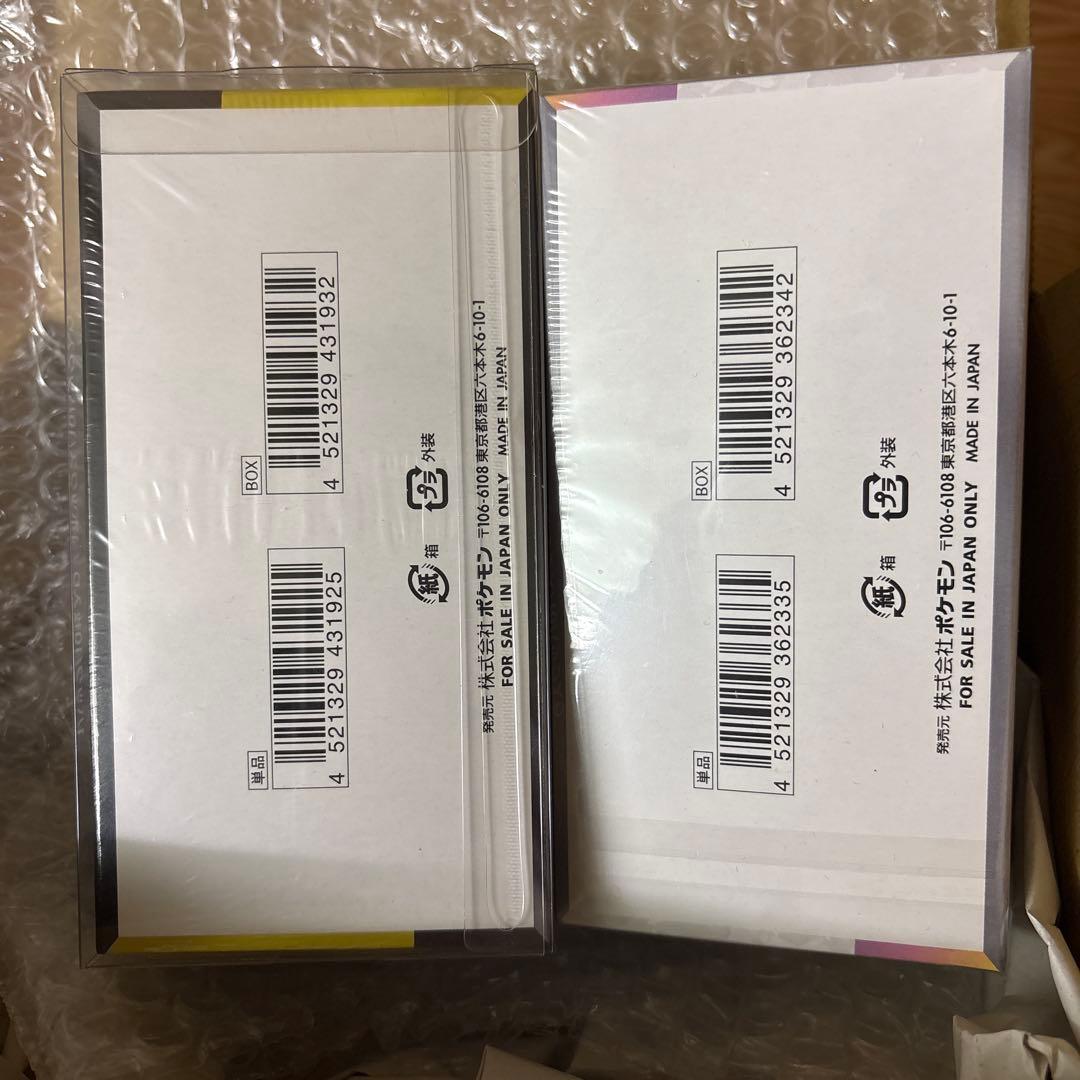 単品
4 521329 431925
BOX
4 521329 431932
紙 箱
プラ 外装
発売元 株式会社 ポケモン 〒106-6108 東京都港区六本木6-10-1
FOR SALE IN JAPAN ONLY MADE IN JAPAN
単品
4 521329 362335
BOX
4 521329 362342
紙 箱
プラ 外装
発売元 株式会社 ポケモン 〒106-6108 東京都港区六本木6-10-1
FOR SALE IN JAPAN ONLY MADE IN JAPAN